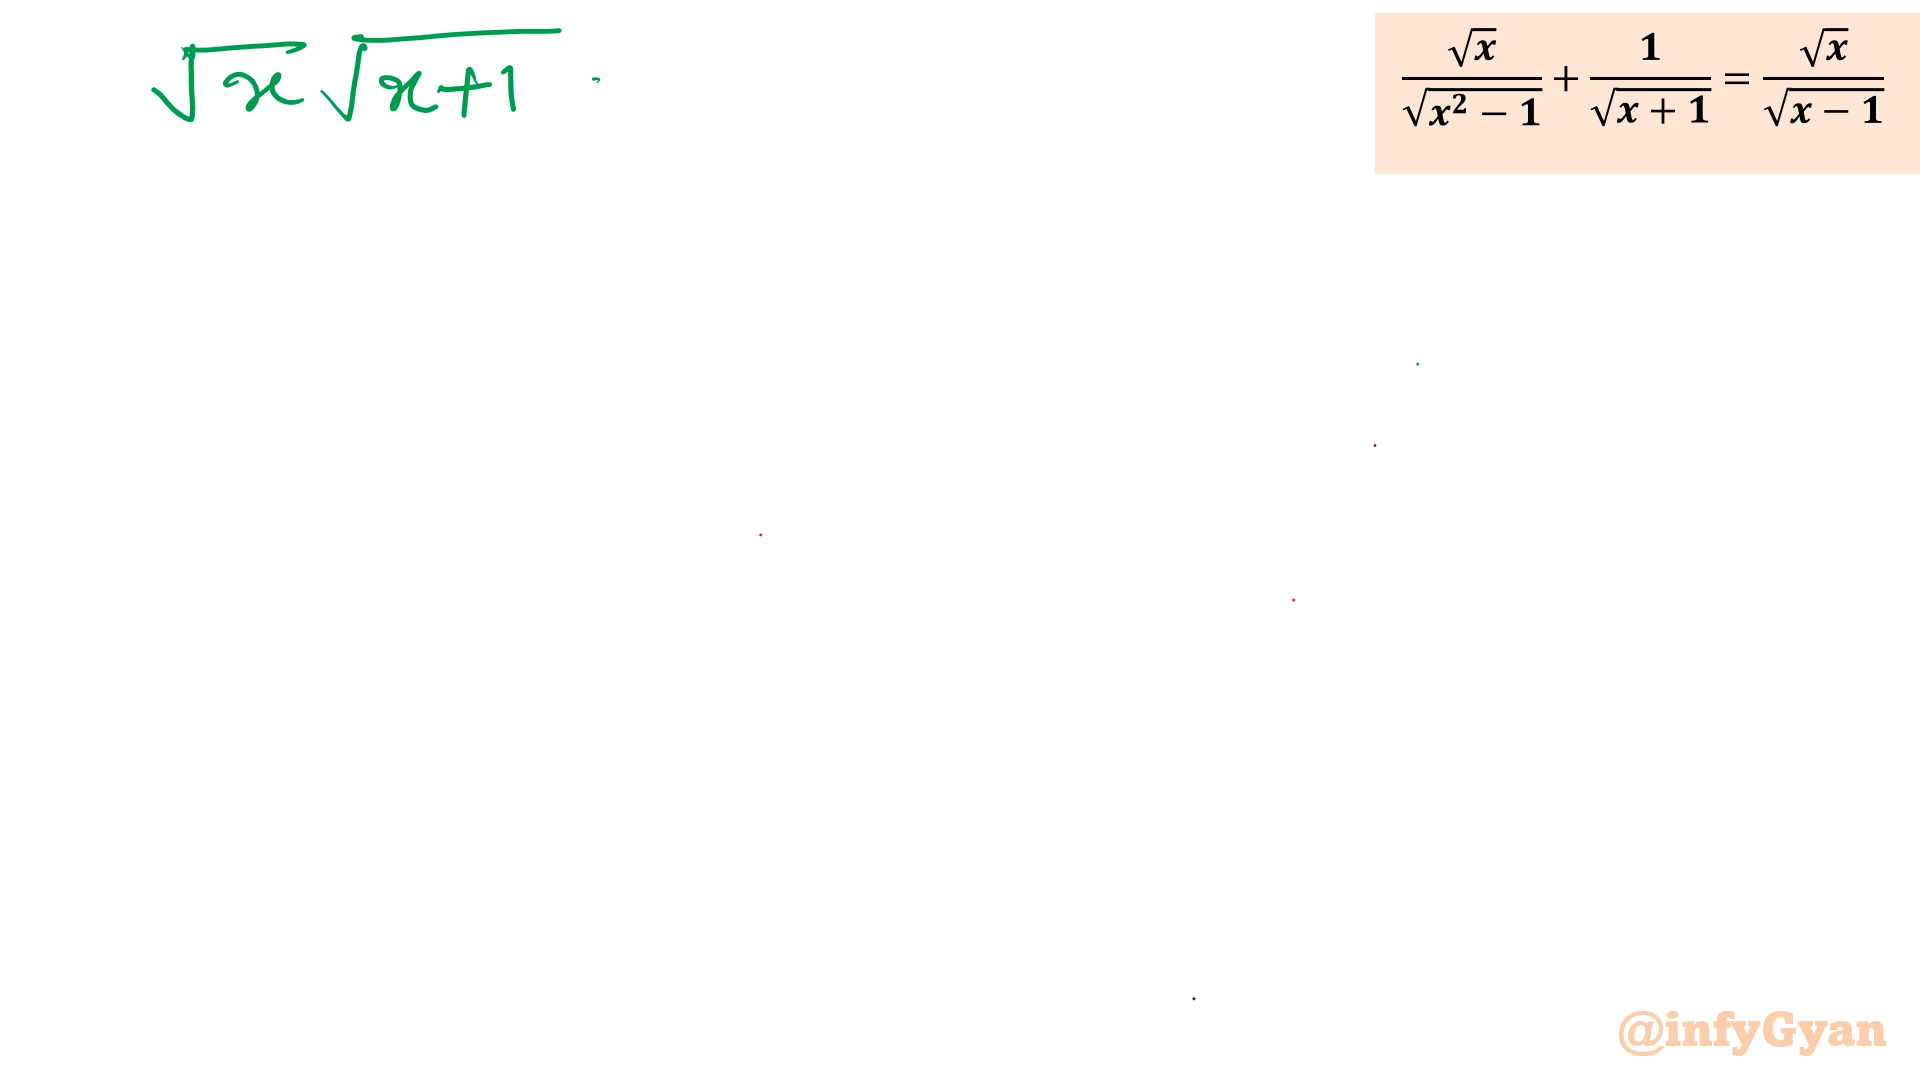 √x √x+1
√x/√x² − 1 + 1/√x + 1 = √x/√x − 1
@infyGyan